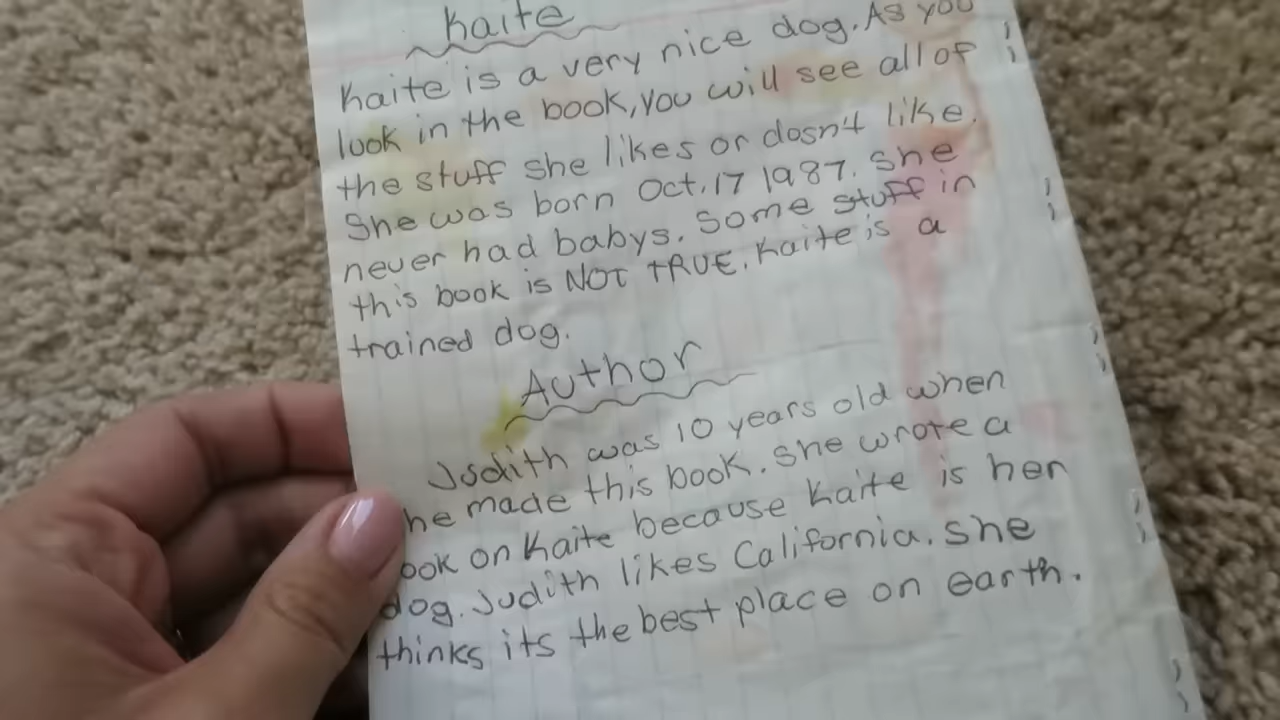 Kaite
Kaite is a very nice dog. As you
look in the book, you will see all of
the stuff she likes or dosn't like.
She was born Oct. 17 1987. She
never had babys. Some stuff in
this book is NOT TRUE. Kaite is a
trained dog.
Author
Judith was 10 years old when
he made this book. she wrote a
ook on Kaite because Kaite is her
dog. Judith likes California. She
thinks its the best place on earth.